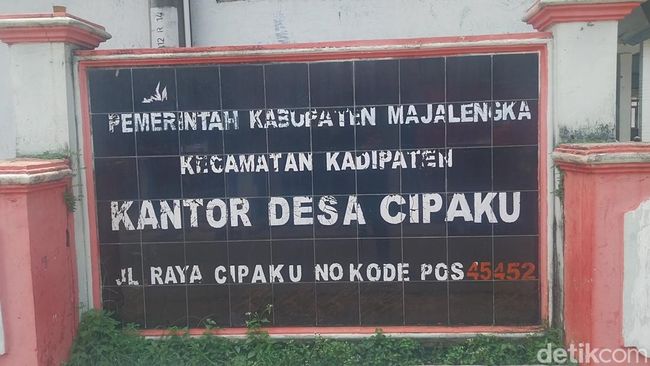 PEMERINTAH KABUPATEN MAJALENGKA
KECAMATAN KADIPATEN
KANTOR DESA CIPAKU
JL RAYA CIPAKU NO KODE POS 45452
detikcom